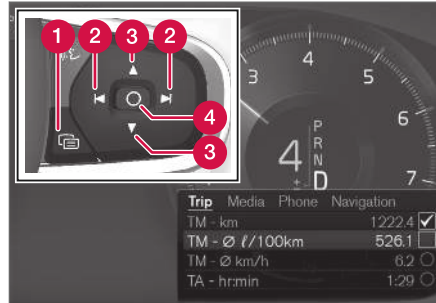 1
2
3
2
4
3
3
4
5
6
7
4
P
R
N
D
+
-
Trip Media Phone Navigation
TM - km 1222.4
TM - Ø ℓ/100km 526.1
TM - Ø km/h 6.2
TA - hr:min 1:29